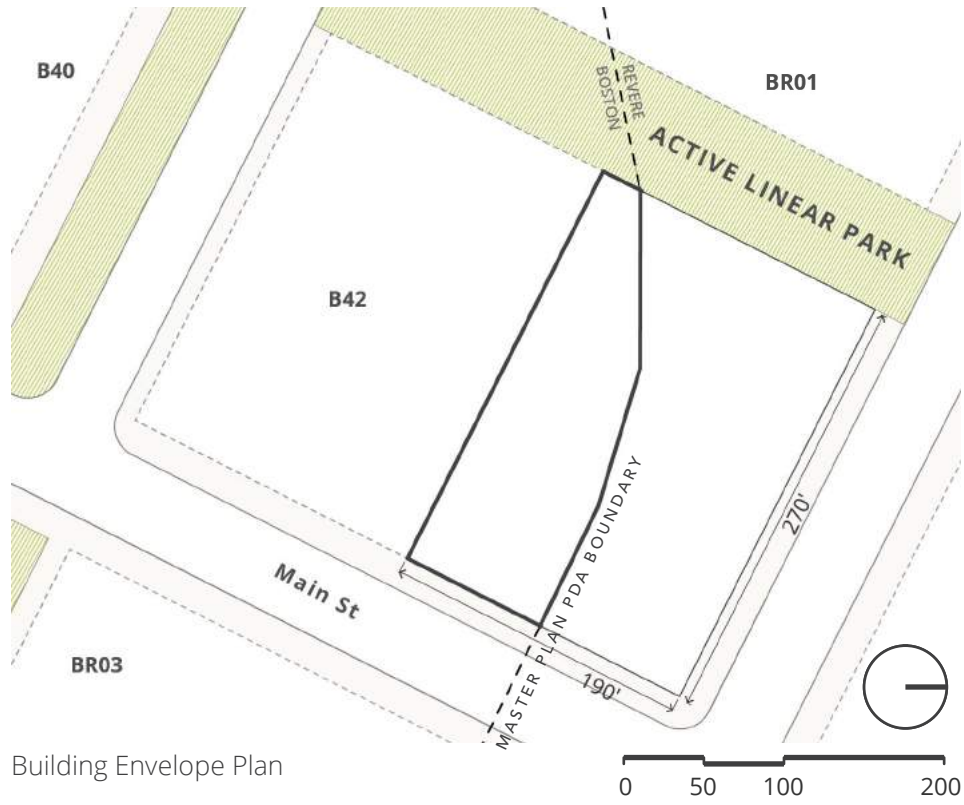 B40
BR01
REVERE
BOSTON
ACTIVE LINEAR PARK
B42
270'
MASTER PLAN PDA BOUNDARY
Main St
190'
BR03
Building Envelope Plan
0 50 100 200